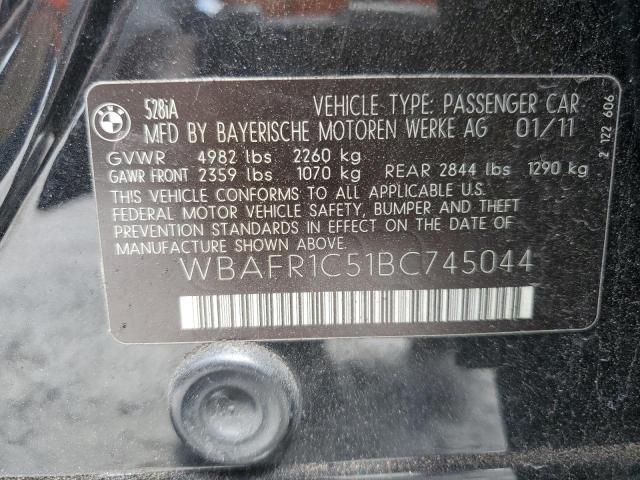 BMW
528iA VEHICLE TYPE: PASSENGER CAR
MFD BY BAYERISCHE MOTOREN WERKE AG 01/11
GVWR 4982 lbs 2260 kg
GAWR FRONT 2359 lbs 1070 kg REAR 2844 lbs 1290 kg
THIS VEHICLE CONFORMS TO ALL APPLICABLE U.S.
FEDERAL MOTOR VEHICLE SAFETY, BUMPER AND THEFT
PREVENTION STANDARDS IN EFFECT ON THE DATE OF
MANUFACTURE SHOWN ABOVE.
WBAFR1C51BC745044
2 122 606